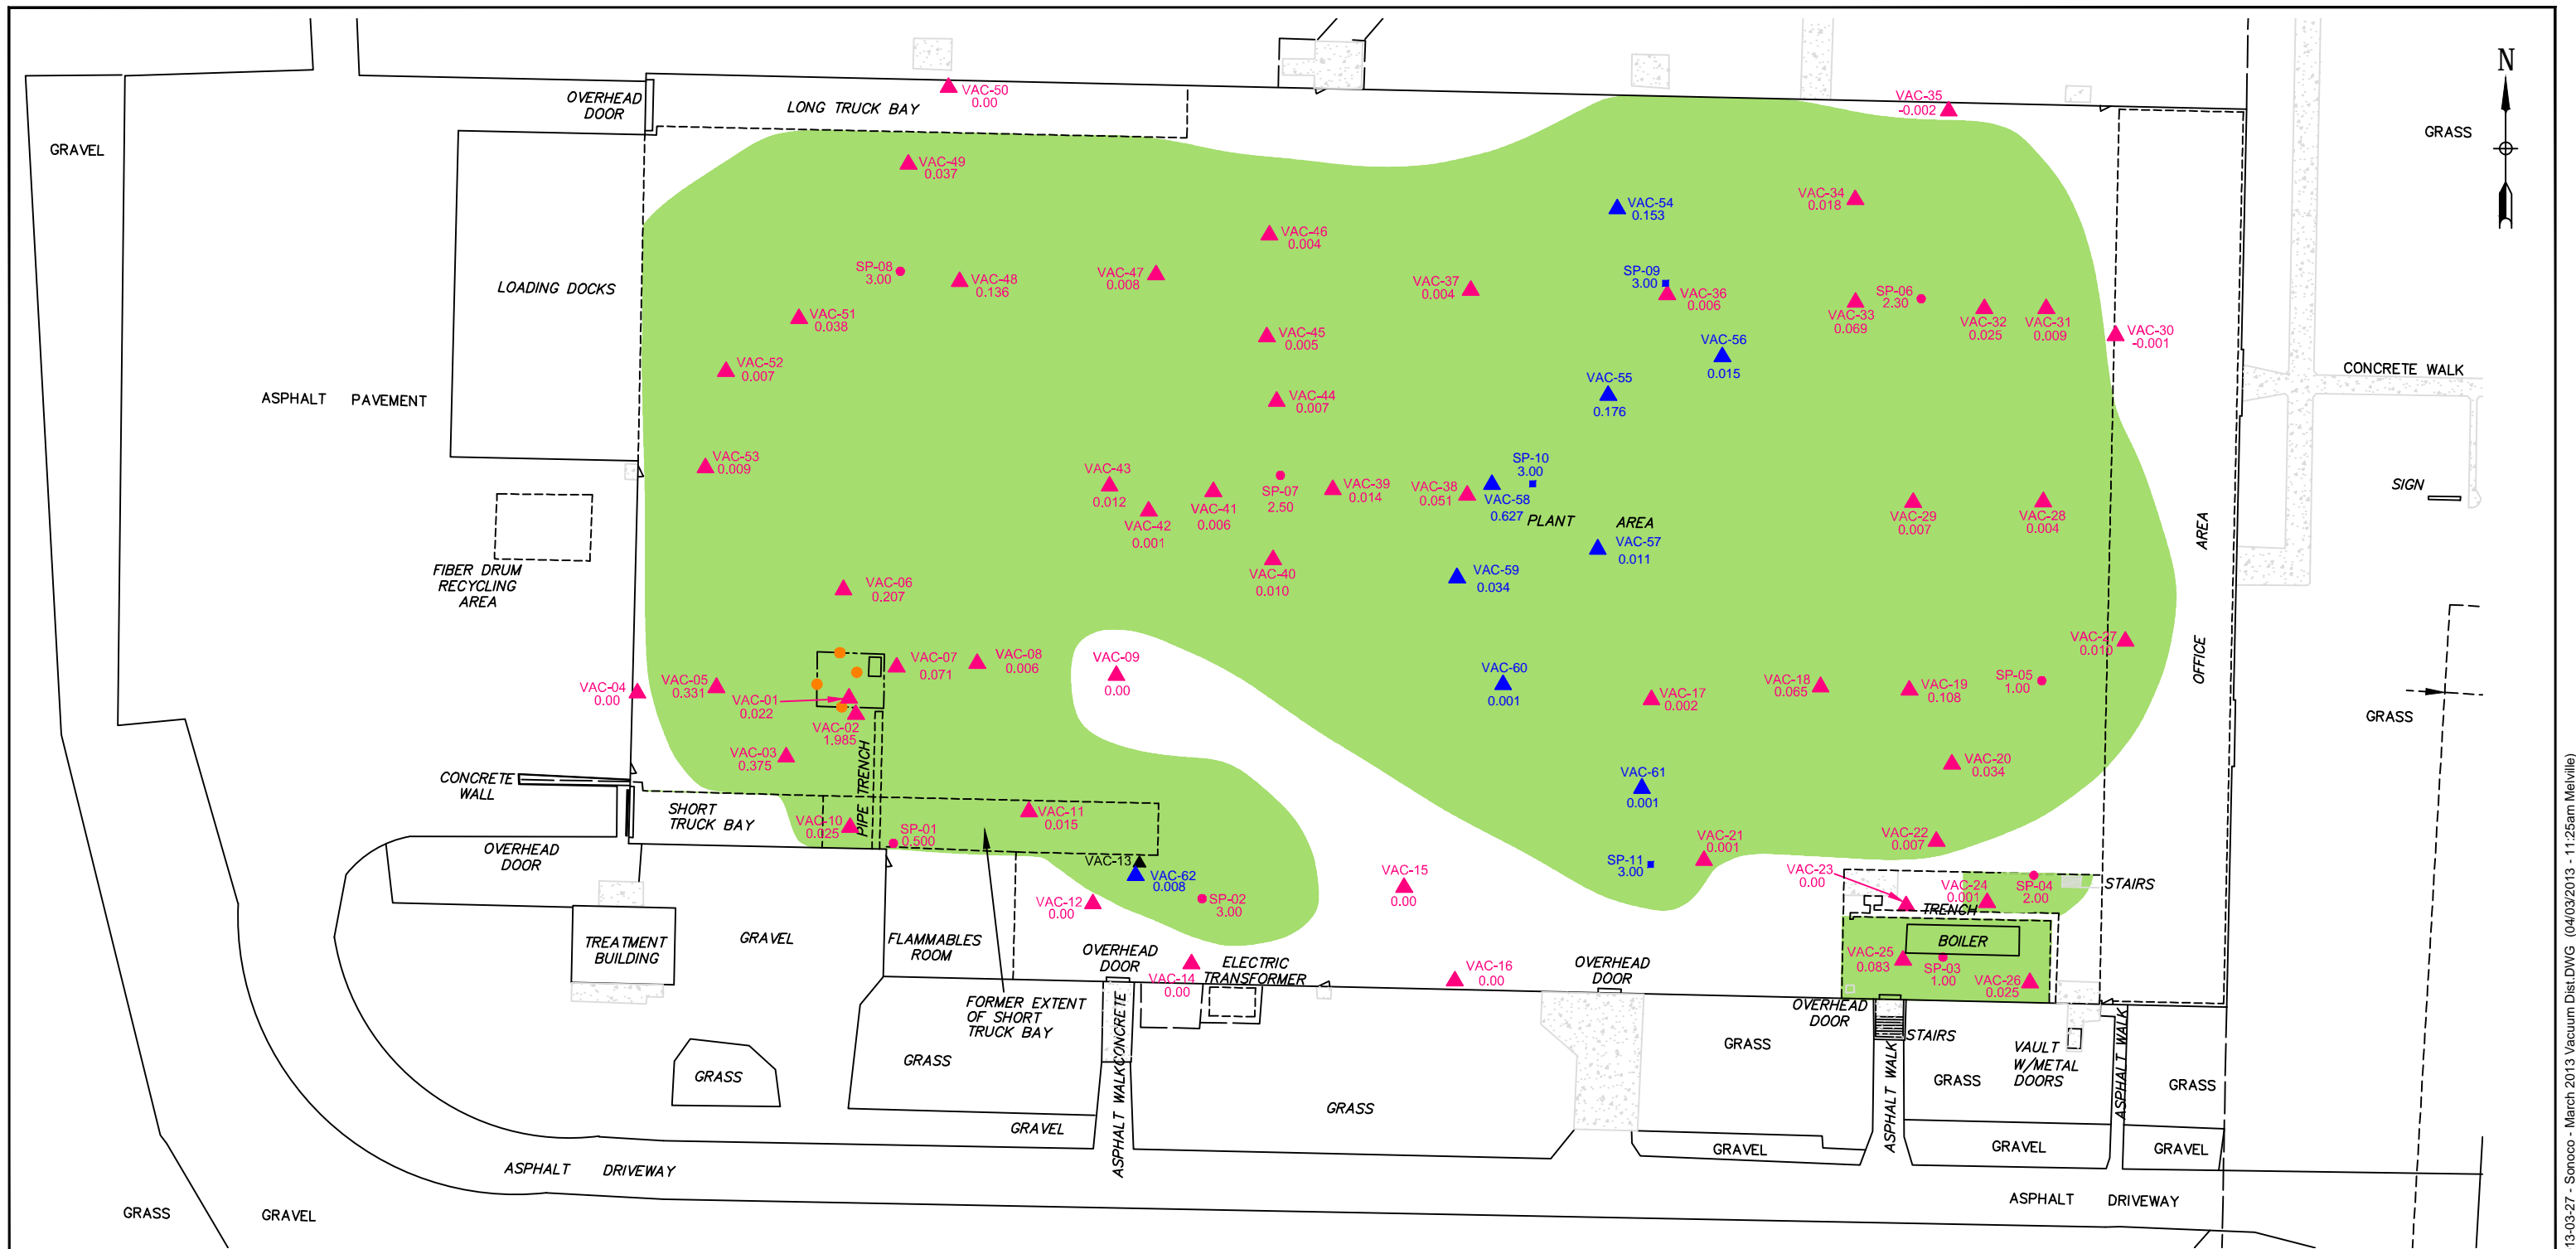 N
VAC-50
0.00
OVERHEAD
DOOR
LONG TRUCK BAY
VAC-35
-0.002
GRASS
GRAVEL
VAC-49
0.037
VAC-34
0.018
VAC-54
0.153
VAC-46
0.004
SP-08
3.00
VAC-48
0.136
VAC-47
0.008
VAC-37
0.004
SP-09
3.00
VAC-36
0.006
VAC-33
0.069
SP-06
2.30
VAC-32
0.025
VAC-31
0.009
VAC-30
-0.001
LOADING DOCKS
VAC-51
0.038
VAC-45
0.005
VAC-56
0.015
VAC-52
0.007
CONCRETE WALK
ASPHALT PAVEMENT
VAC-44
0.007
VAC-55
0.176
VAC-53
0.009
VAC-43
0.012
VAC-42
0.001
VAC-41
0.006
SP-07
2.50
VAC-39
0.014
VAC-38
0.051
VAC-58
0.627
SP-10
3.00
PLANT AREA
VAC-29
0.007
VAC-28
0.004
SIGN
OFFICE AREA
VAC-57
0.011
VAC-40
0.010
VAC-59
0.034
FIBER DRUM
RECYCLING
AREA
VAC-06
0.207
VAC-27
0.010
VAC-04
0.00
VAC-05
0.331
VAC-07
0.071
VAC-08
0.006
VAC-09
0.00
VAC-60
0.001
VAC-17
0.002
VAC-18
0.065
VAC-19
0.108
SP-05
1.00
VAC-01
0.022
VAC-02
1.985
GRASS
VAC-03
0.375
PIPE TRENCH
VAC-20
0.034
CONCRETE
WALL
SHORT
TRUCK BAY
VAC-61
0.001
VAC-10
0.025
SP-01
0.500
VAC-11
0.015
VAC-21
0.001
VAC-22
0.007
OVERHEAD
DOOR
VAC-13
VAC-62
0.008
SP-11
3.00
VAC-15
0.00
VAC-23
0.00
VAC-24
0.001
SP-04
2.00
STAIRS
VAC-12
0.00
SP-02
3.00
TRENCH
TREATMENT
BUILDING
GRAVEL
FLAMMABLES
ROOM
OVERHEAD
DOOR
VAC-14
0.00
ELECTRIC
TRANSFORMER
VAC-16
0.00
OVERHEAD
DOOR
BOILER
VAC-25
0.083
SP-03
1.00
VAC-26
0.025
FORMER EXTENT
OF SHORT
TRUCK BAY
OVERHEAD
DOOR
STAIRS
CONCRETE
ASPHALT WALK
ASPHALT WALK
ASPHALT WALK
GRASS
GRASS
VAULT
W/METAL
DOORS
GRASS
GRASS
GRASS
GRASS
GRAVEL
GRAVEL
GRAVEL
GRAVEL
ASPHALT DRIVEWAY
ASPHALT DRIVEWAY
GRASS
GRAVEL
13-03-27 - Sonoco - March 2013 Vacuum Dist.DWG (04/03/2013 - 11:25am Melville)